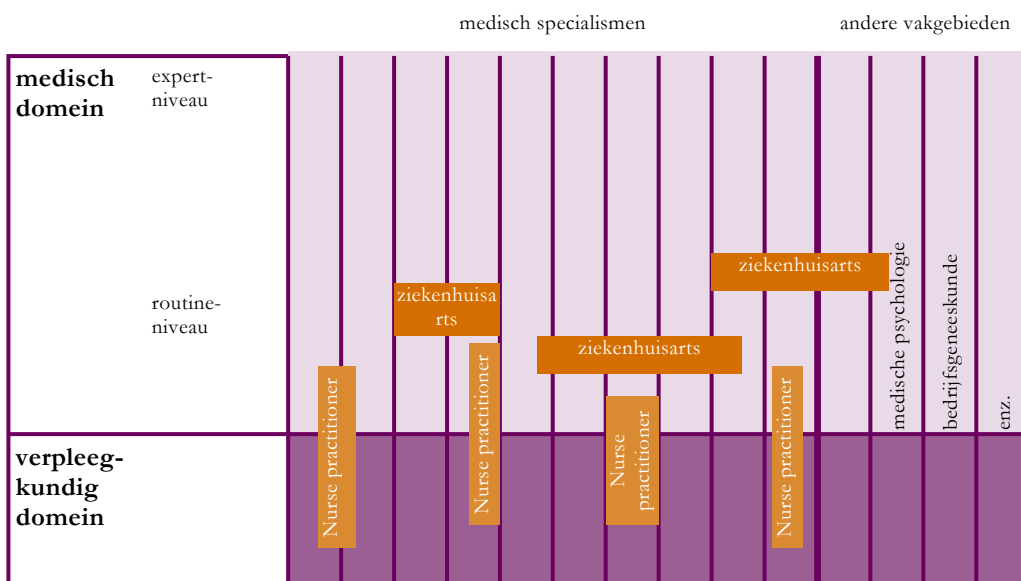 medisch specialismen
andere vakgebieden
medisch
domein
expert-
niveau
routine-
niveau
ziekenhuisa
rts
ziekenhuisarts
ziekenhuisarts
medische psychologie
bedrijfsgeneeskunde
enz.
Nurse practitioner
Nurse practitioner
Nurse
practitioner
Nurse practitioner
verpleeg-
kundig
domein